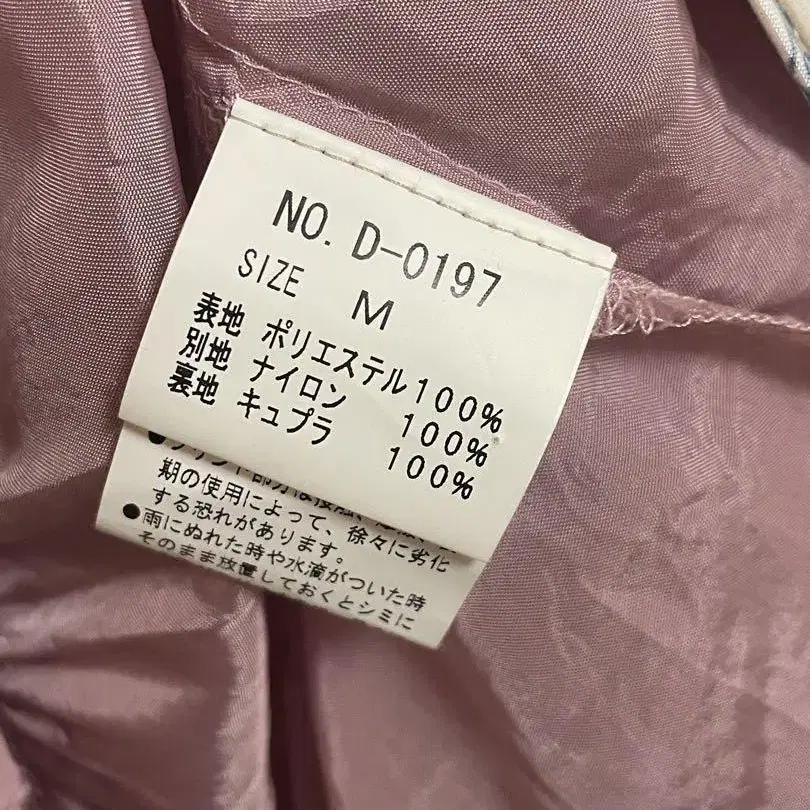 NO. D-0197
SIZE M
表地 ポリエステル100%
別地 ナイロン 100%
裏地 キュプラ 100%
期の使用によって、徐々に劣化
する恐れがあります。
●雨にぬれた時や水滴がついた時
そのまま放置しておくとシミに